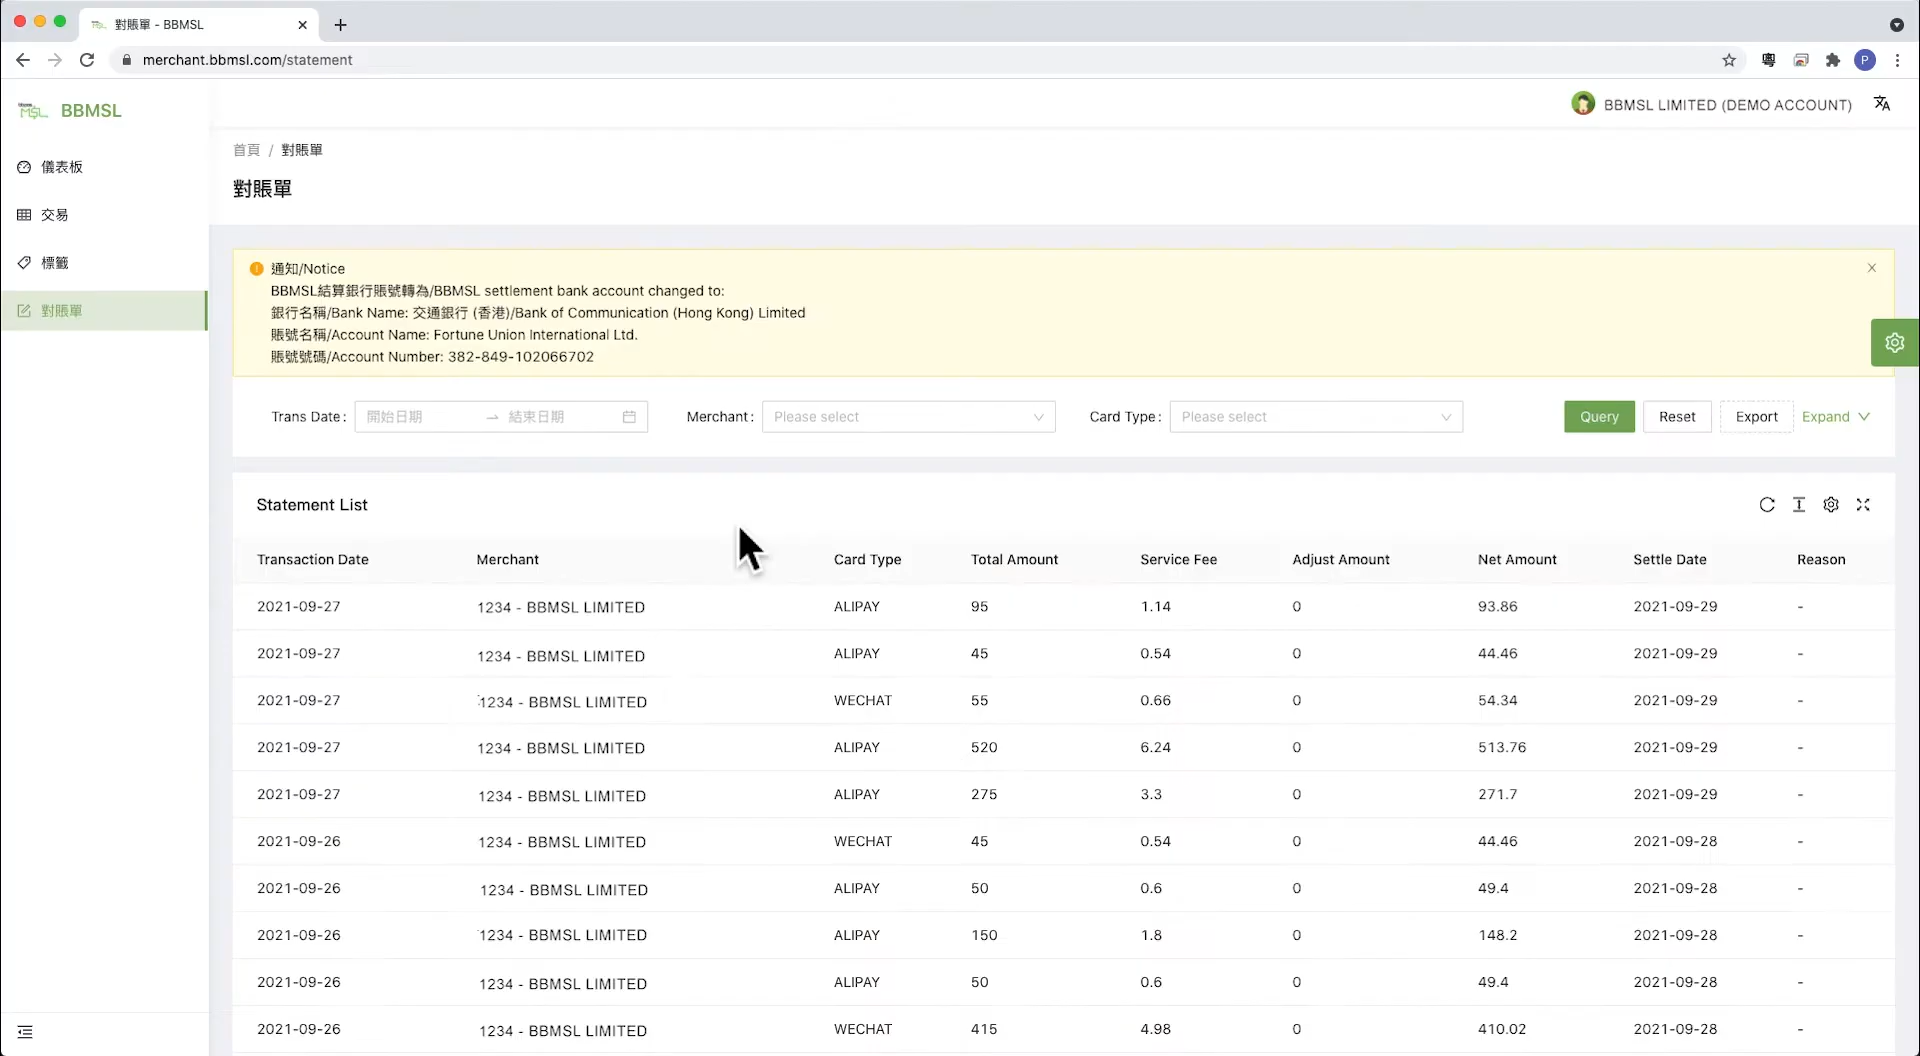 對賬單 - BBMSL
merchant.bbmsl.com/statement
P
BBMSL
BBMSL LIMITED (DEMO ACCOUNT)
儀表板
交易
標籤
對賬單
首頁 / 對賬單
對賬單
通知/Notice
BBMSL結算銀行賬號轉為/BBMSL settlement bank account changed to:
銀行名稱/Bank Name: 交通銀行 (香港)/Bank of Communication (Hong Kong) Limited
賬號名稱/Account Name: Fortune Union International Ltd.
賬號號碼/Account Number: 382-849-102066702
Trans Date: 開始日期 → 結束日期 Merchant: Please select Card Type: Please select Query Reset Export Expand
Statement List
Transaction Date Merchant Card Type Total Amount Service Fee Adjust Amount Net Amount Settle Date Reason
2021-09-27 1234 - BBMSL LIMITED ALIPAY 95 1.14 0 93.86 2021-09-29 -
2021-09-27 1234 - BBMSL LIMITED ALIPAY 45 0.54 0 44.46 2021-09-29 -
2021-09-27 1234 - BBMSL LIMITED WECHAT 55 0.66 0 54.34 2021-09-29 -
2021-09-27 1234 - BBMSL LIMITED ALIPAY 520 6.24 0 513.76 2021-09-29 -
2021-09-27 1234 - BBMSL LIMITED ALIPAY 275 3.3 0 271.7 2021-09-29 -
2021-09-26 1234 - BBMSL LIMITED WECHAT 45 0.54 0 44.46 2021-09-28 -
2021-09-26 1234 - BBMSL LIMITED ALIPAY 50 0.6 0 49.4 2021-09-28 -
2021-09-26 1234 - BBMSL LIMITED ALIPAY 150 1.8 0 148.2 2021-09-28 -
2021-09-26 1234 - BBMSL LIMITED ALIPAY 50 0.6 0 49.4 2021-09-28 -
2021-09-26 1234 - BBMSL LIMITED WECHAT 415 4.98 0 410.02 2021-09-28 -